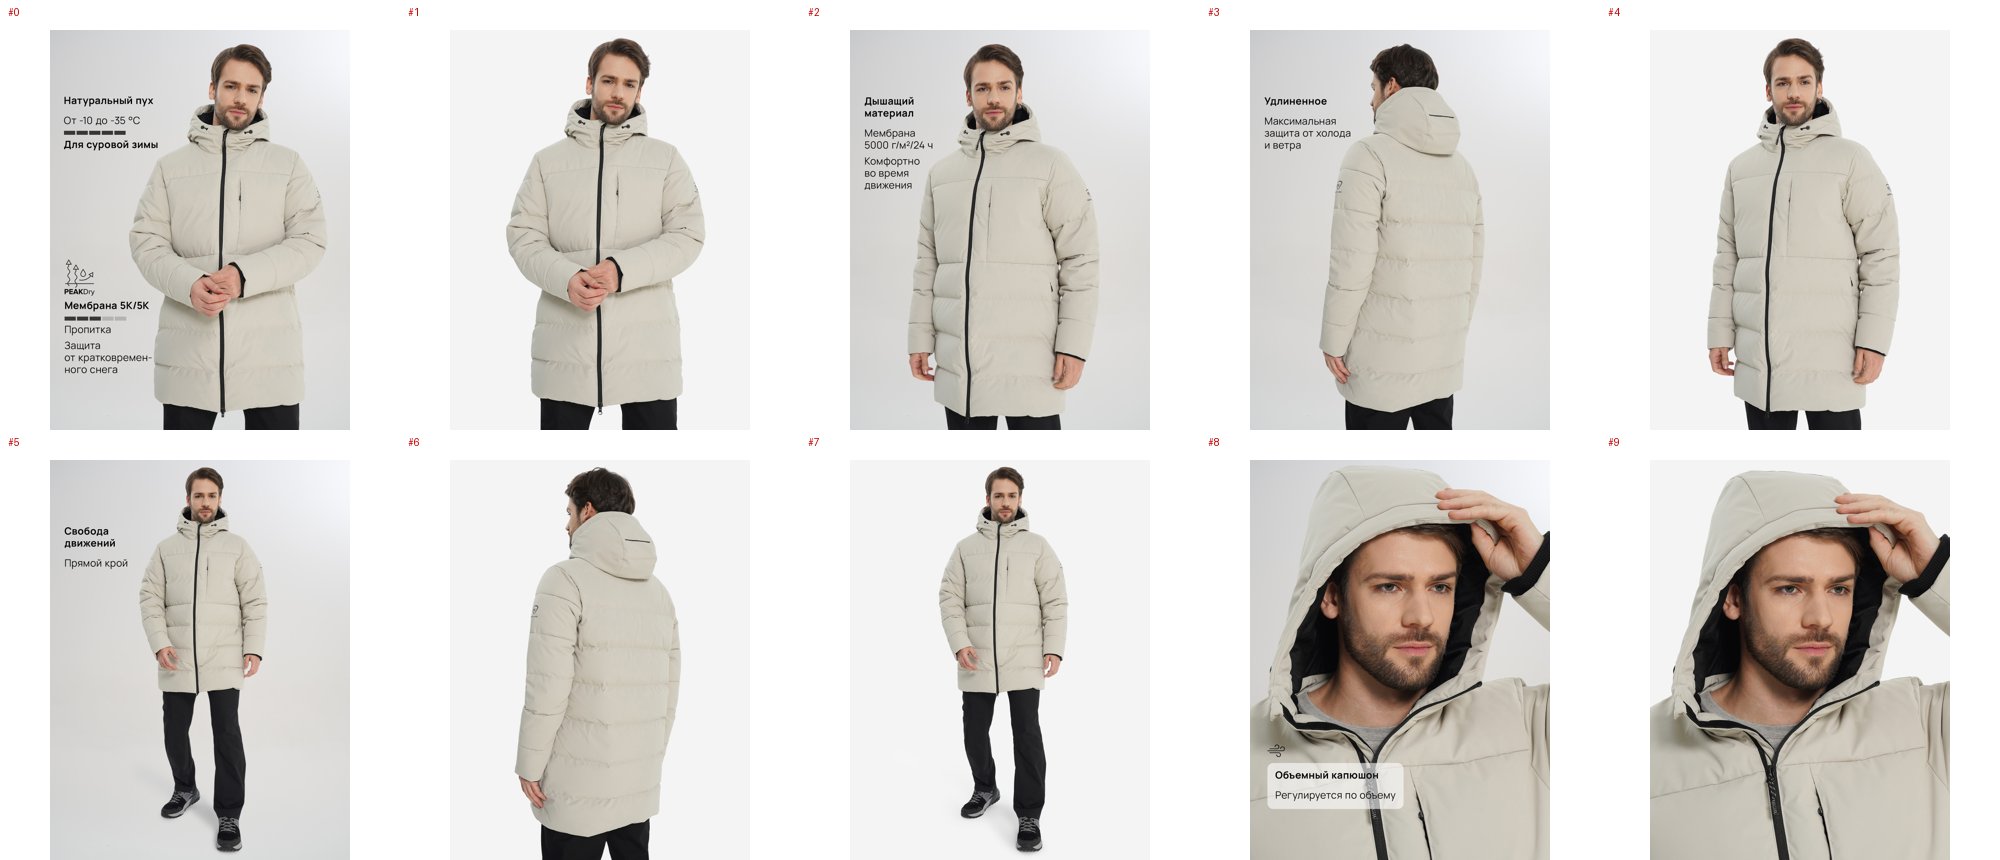 #0
#1
#2
#3
#4
Натуральный пух
От -10 до -35 °C
Для суровой зимы
PEAKDry
Мембрана 5K/5K
Пропитка
Защита
от кратковремен-
ного снега
Дышащий
материал
Мембрана
5000 г/м²/24 ч
Комфортно
во время
движения
Удлиненное
Максимальная
защита от холода
и ветра
#5
#6
#7
#8
#9
Свобода
движений
Прямой крой
Объемный капюшон
Регулируется по объему